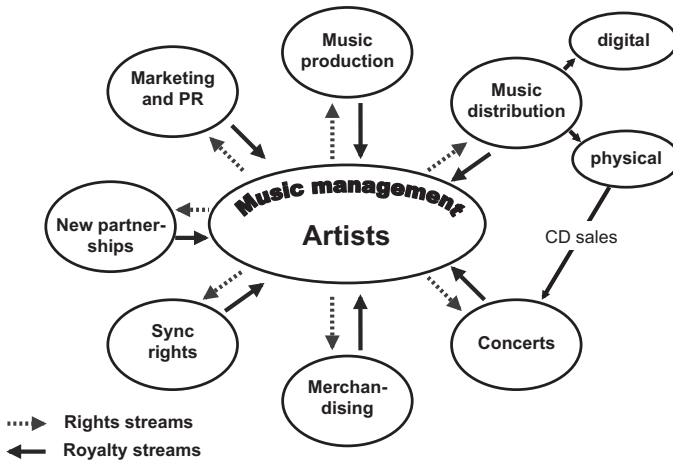 Music
production
digital
Marketing
and PR
Music
distribution
physical
Music management
Artists
New partner-
ships
CD sales
Sync
rights
Concerts
Merchan-
dising
Rights streams
Royalty streams